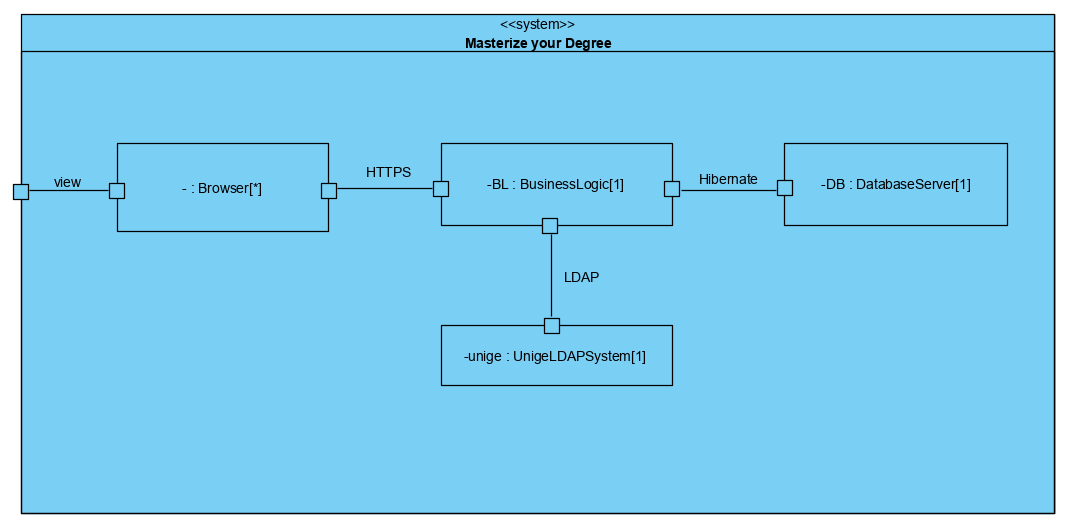 <<system>>
Masterize your Degree
view
- : Browser[*]
HTTPS
-BL : BusinessLogic[1]
Hibernate
-DB : DatabaseServer[1]
LDAP
-unige : UnigeLDAPSystem[1]